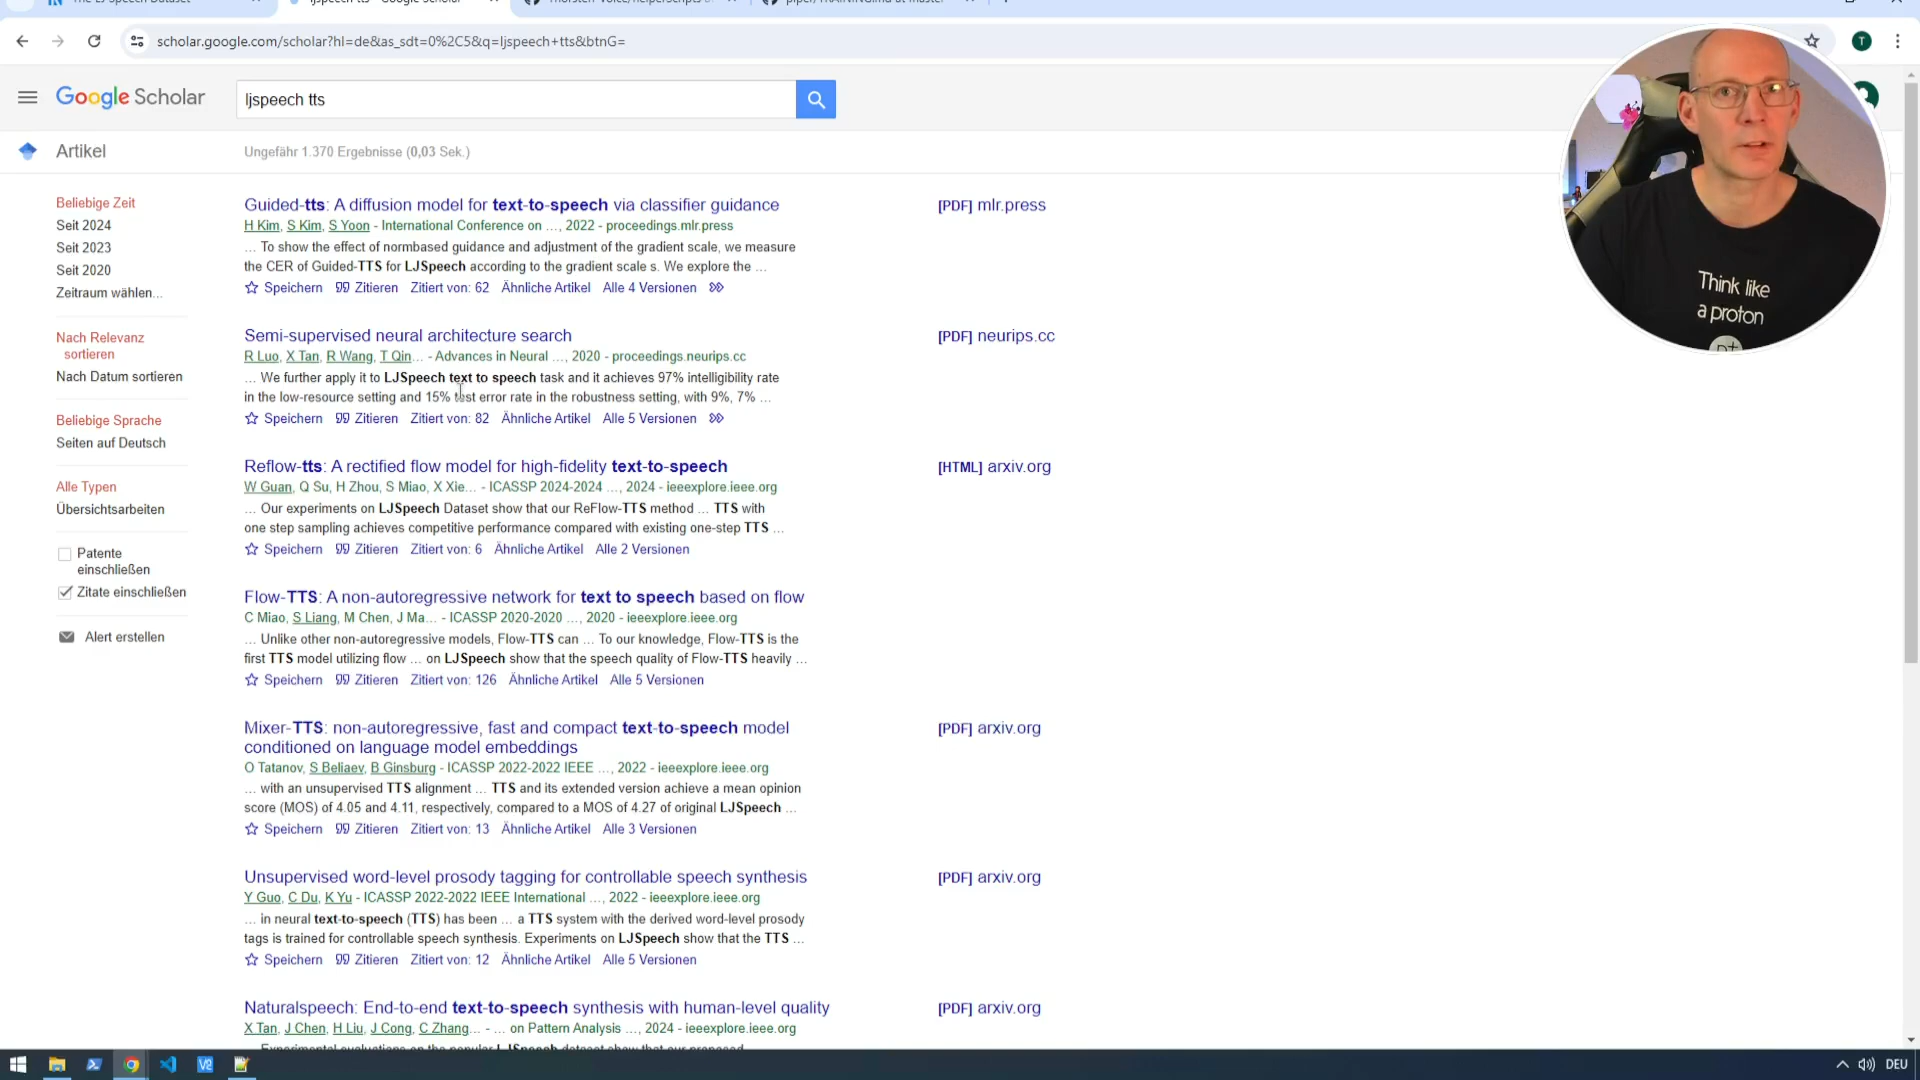 scholar.google.com/scholar?hl=de&as_sdt=0%2C5&q=ljspeech+tts&btnG=
T
Google Scholar
ljspeech tts
Artikel
Ungefähr 1.370 Ergebnisse (0,03 Sek.)
Beliebige Zeit
Seit 2024
Seit 2023
Seit 2020
Zeitraum wählen...
Nach Relevanz
sortieren
Nach Datum sortieren
Beliebige Sprache
Seiten auf Deutsch
Alle Typen
Übersichtsarbeiten
Patente
einschließen
Zitate einschließen
Alert erstellen
Guided-tts: A diffusion model for text-to-speech via classifier guidance
[PDF] mlr.press
H Kim, S Kim, S Yoon - International Conference on …, 2022 - proceedings.mlr.press
… To show the effect of normbased guidance and adjustment of the gradient scale, we measure
the CER of Guided-TTS for LJSpeech according to the gradient scale s. We explore the …
Speichern Zitieren Zitiert von: 62 Ähnliche Artikel Alle 4 Versionen
Semi-supervised neural architecture search
[PDF] neurips.cc
R Luo, X Tan, R Wang, T Qin… - Advances in Neural …, 2020 - proceedings.neurips.cc
… We further apply it to LJSpeech text to speech task and it achieves 97% intelligibility rate
in the low-resource setting and 15% test error rate in the robustness setting, with 9%, 7% …
Speichern Zitieren Zitiert von: 82 Ähnliche Artikel Alle 5 Versionen
Reflow-tts: A rectified flow model for high-fidelity text-to-speech
[HTML] arxiv.org
W Guan, Q Su, H Zhou, S Miao, X Xie… - ICASSP 2024-2024 …, 2024 - ieeexplore.ieee.org
… Our experiments on LJSpeech Dataset show that our ReFlow-TTS method … TTS with
one step sampling achieves competitive performance compared with existing one-step TTS …
Speichern Zitieren Zitiert von: 6 Ähnliche Artikel Alle 2 Versionen
Flow-TTS: A non-autoregressive network for text to speech based on flow
C Miao, S Liang, M Chen, J Ma… - ICASSP 2020-2020 …, 2020 - ieeexplore.ieee.org
… Unlike other non-autoregressive models, Flow-TTS can … To our knowledge, Flow-TTS is the
first TTS model utilizing flow … on LJSpeech show that the speech quality of Flow-TTS heavily …
Speichern Zitieren Zitiert von: 126 Ähnliche Artikel Alle 5 Versionen
Mixer-TTS: non-autoregressive, fast and compact text-to-speech model
conditioned on language model embeddings
[PDF] arxiv.org
O Tatanov, S Beliaev, B Ginsburg - ICASSP 2022-2022 IEEE …, 2022 - ieeexplore.ieee.org
… with an unsupervised TTS alignment … TTS and its extended version achieve a mean opinion
score (MOS) of 4.05 and 4.11, respectively, compared to a MOS of 4.27 of original LJSpeech …
Speichern Zitieren Zitiert von: 13 Ähnliche Artikel Alle 3 Versionen
Unsupervised word-level prosody tagging for controllable speech synthesis
[PDF] arxiv.org
Y Guo, C Du, K Yu - ICASSP 2022-2022 IEEE International …, 2022 - ieeexplore.ieee.org
… in neural text-to-speech (TTS) has been … a TTS system with the derived word-level prosody
tags is trained for controllable speech synthesis. Experiments on LJSpeech show that the TTS …
Speichern Zitieren Zitiert von: 12 Ähnliche Artikel Alle 5 Versionen
Naturalspeech: End-to-end text-to-speech synthesis with human-level quality
[PDF] arxiv.org
X Tan, J Chen, H Liu, J Cong, C Zhang… - … on Pattern Analysis …, 2024 - ieeexplore.ieee.org
Think like
a proton
DEU